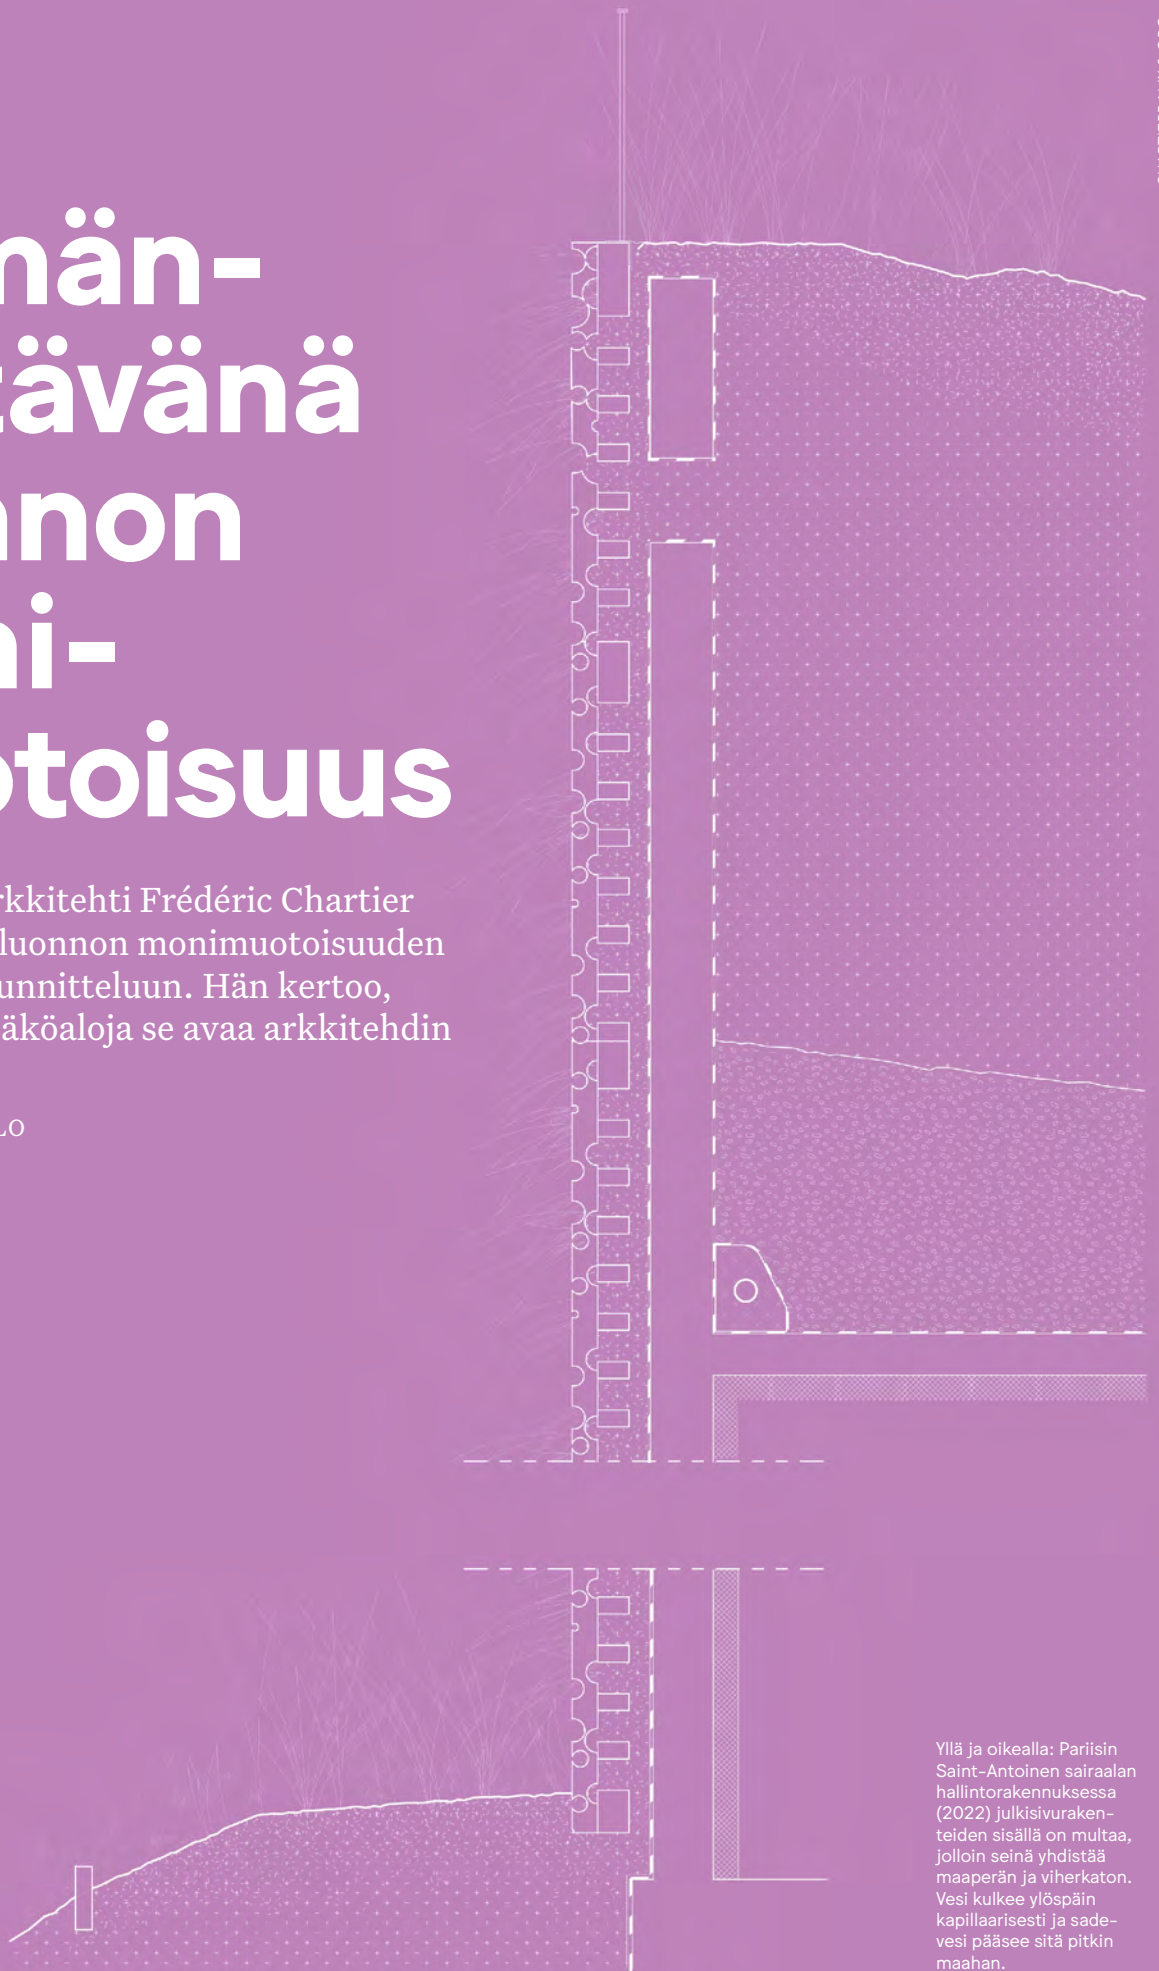 män-
tävänä
nnon
ni-
otoisuus
rkkitehti Frédéric Chartier
luonnon monimuotoisuuden
unnitteluun. Hän kertoo,
äköaloja se avaa arkkitehdin
LO
Yllä ja oikealla: Pariisin
Saint-Antoinen sairaalan
hallintorakennuksessa
(2022) julkisivuraken-
teiden sisällä on multaa,
jolloin seinä yhdistää
maaperän ja viherkaton.
Vesi kulkee ylöspäin
kapillaarisesti ja sade-
vesi pääsee sitä pitkin
maahan.